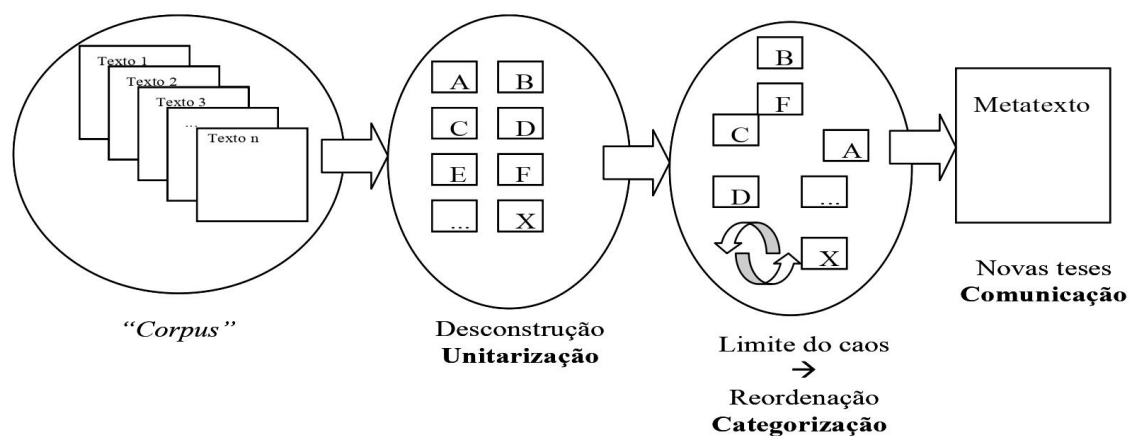 Texto 1
Texto 2
Texto 3
...
Texto n
“Corpus”
A B
C D
E F
... X
Desconstrução
Unitarização
B
F
C
A
D
...
X
Limite do caos
→
Reordenação
Categorização
Metatexto
Novas teses
Comunicação